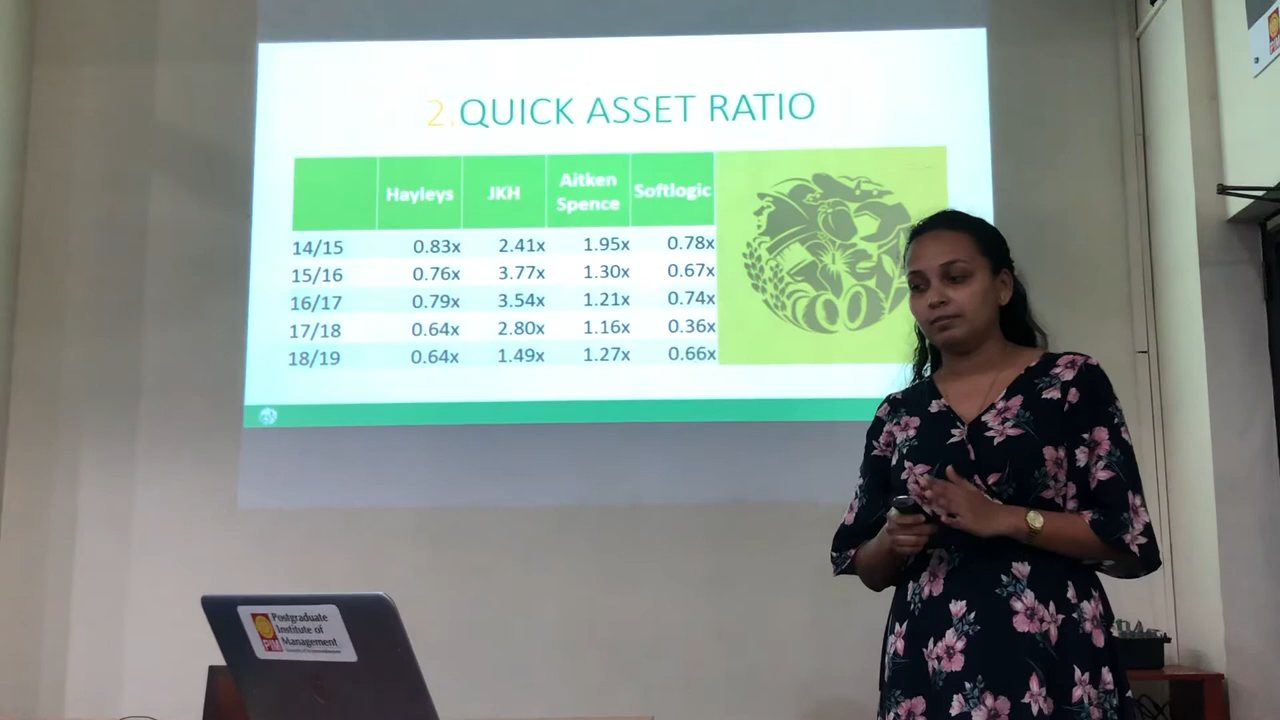 2.QUICK ASSET RATIO
Hayleys JKH Aitken Spence Softlogic
14/15 0.83x 2.41x 1.95x 0.78x
15/16 0.76x 3.77x 1.30x 0.67x
16/17 0.79x 3.54x 1.21x 0.74x
17/18 0.64x 2.80x 1.16x 0.36x
18/19 0.64x 1.49x 1.27x 0.66x
Postgraduate
Institute of
Management
PIM